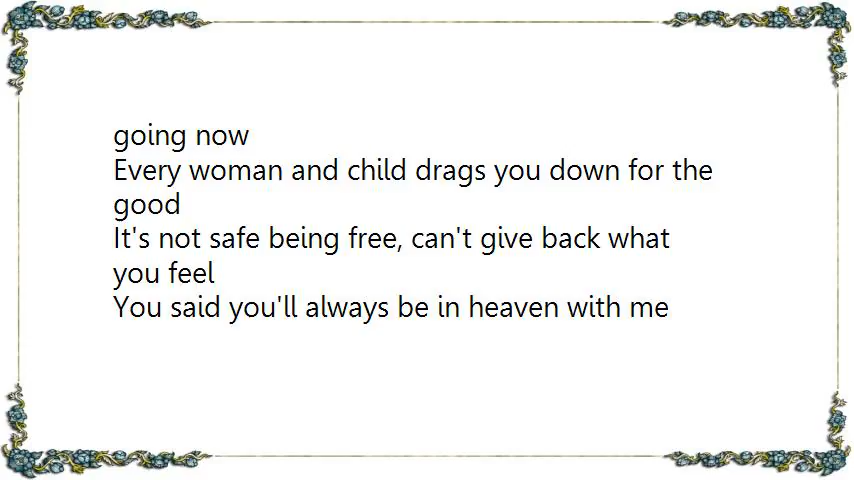 going now
Every woman and child drags you down for the
good
It's not safe being free, can't give back what
you feel
You said you'll always be in heaven with me